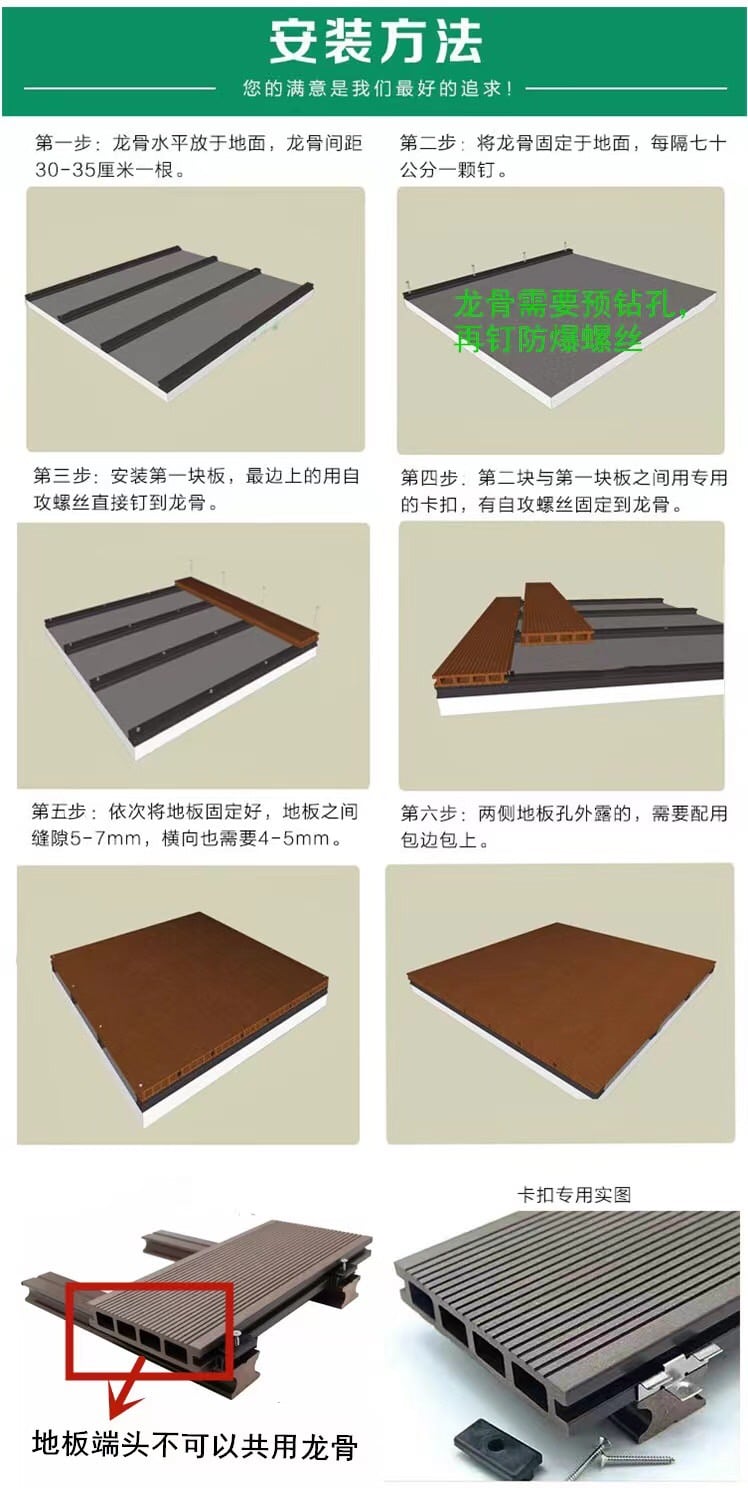 安装方法
您的满意是我们最好的追求！
第一步：龙骨水平放于地面，龙骨间距
30-35厘米一根。
第二步：将龙骨固定于地面，每隔七十
公分一颗钉。
龙骨需要预钻孔，
再钉防爆螺丝
第三步：安装第一块板，最边上的用自
攻螺丝直接钉到龙骨。
第四步：第二块与第一块板之间用专用
的卡扣，有自攻螺丝固定到龙骨。
第五步：依次将地板固定好，地板之间
缝隙5-7mm，横向也需要4-5mm。
第六步：两侧地板孔外露的，需要配用
包边包上。
卡扣专用实图
地板端头不可以共用龙骨